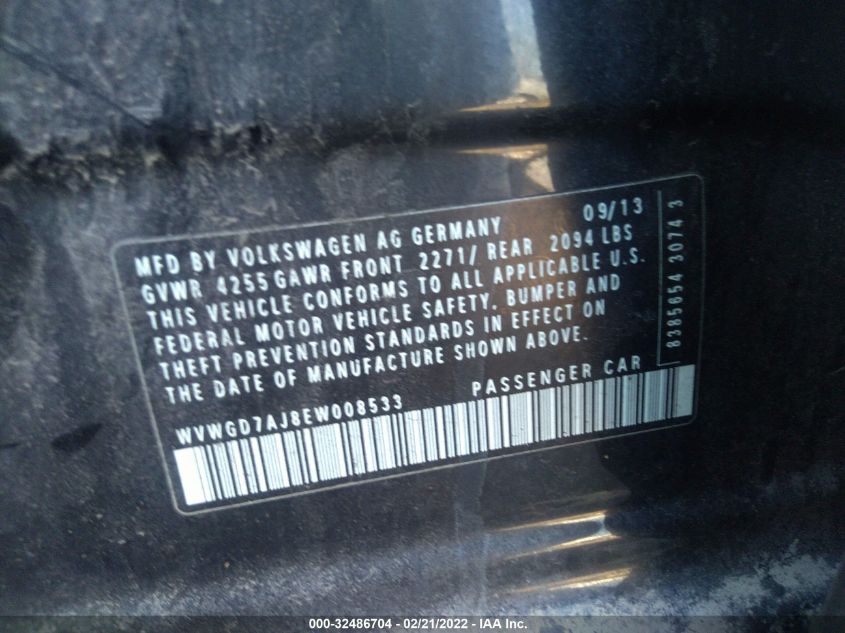 09/13
MFD BY VOLKSWAGEN AG GERMANY
GVWR 4255 GAWR FRONT 2271/ REAR 2094 LBS
THIS VEHICLE CONFORMS TO ALL APPLICABLE U.S.
FEDERAL MOTOR VEHICLE SAFETY, BUMPER AND
THEFT PREVENTION STANDARDS IN EFFECT ON
THE DATE OF MANUFACTURE SHOWN ABOVE.
WVWGD7AJ8EW008533 PASSENGER CAR
8385654 3074 3
000-32486704 - 02/21/2022 - IAA Inc.